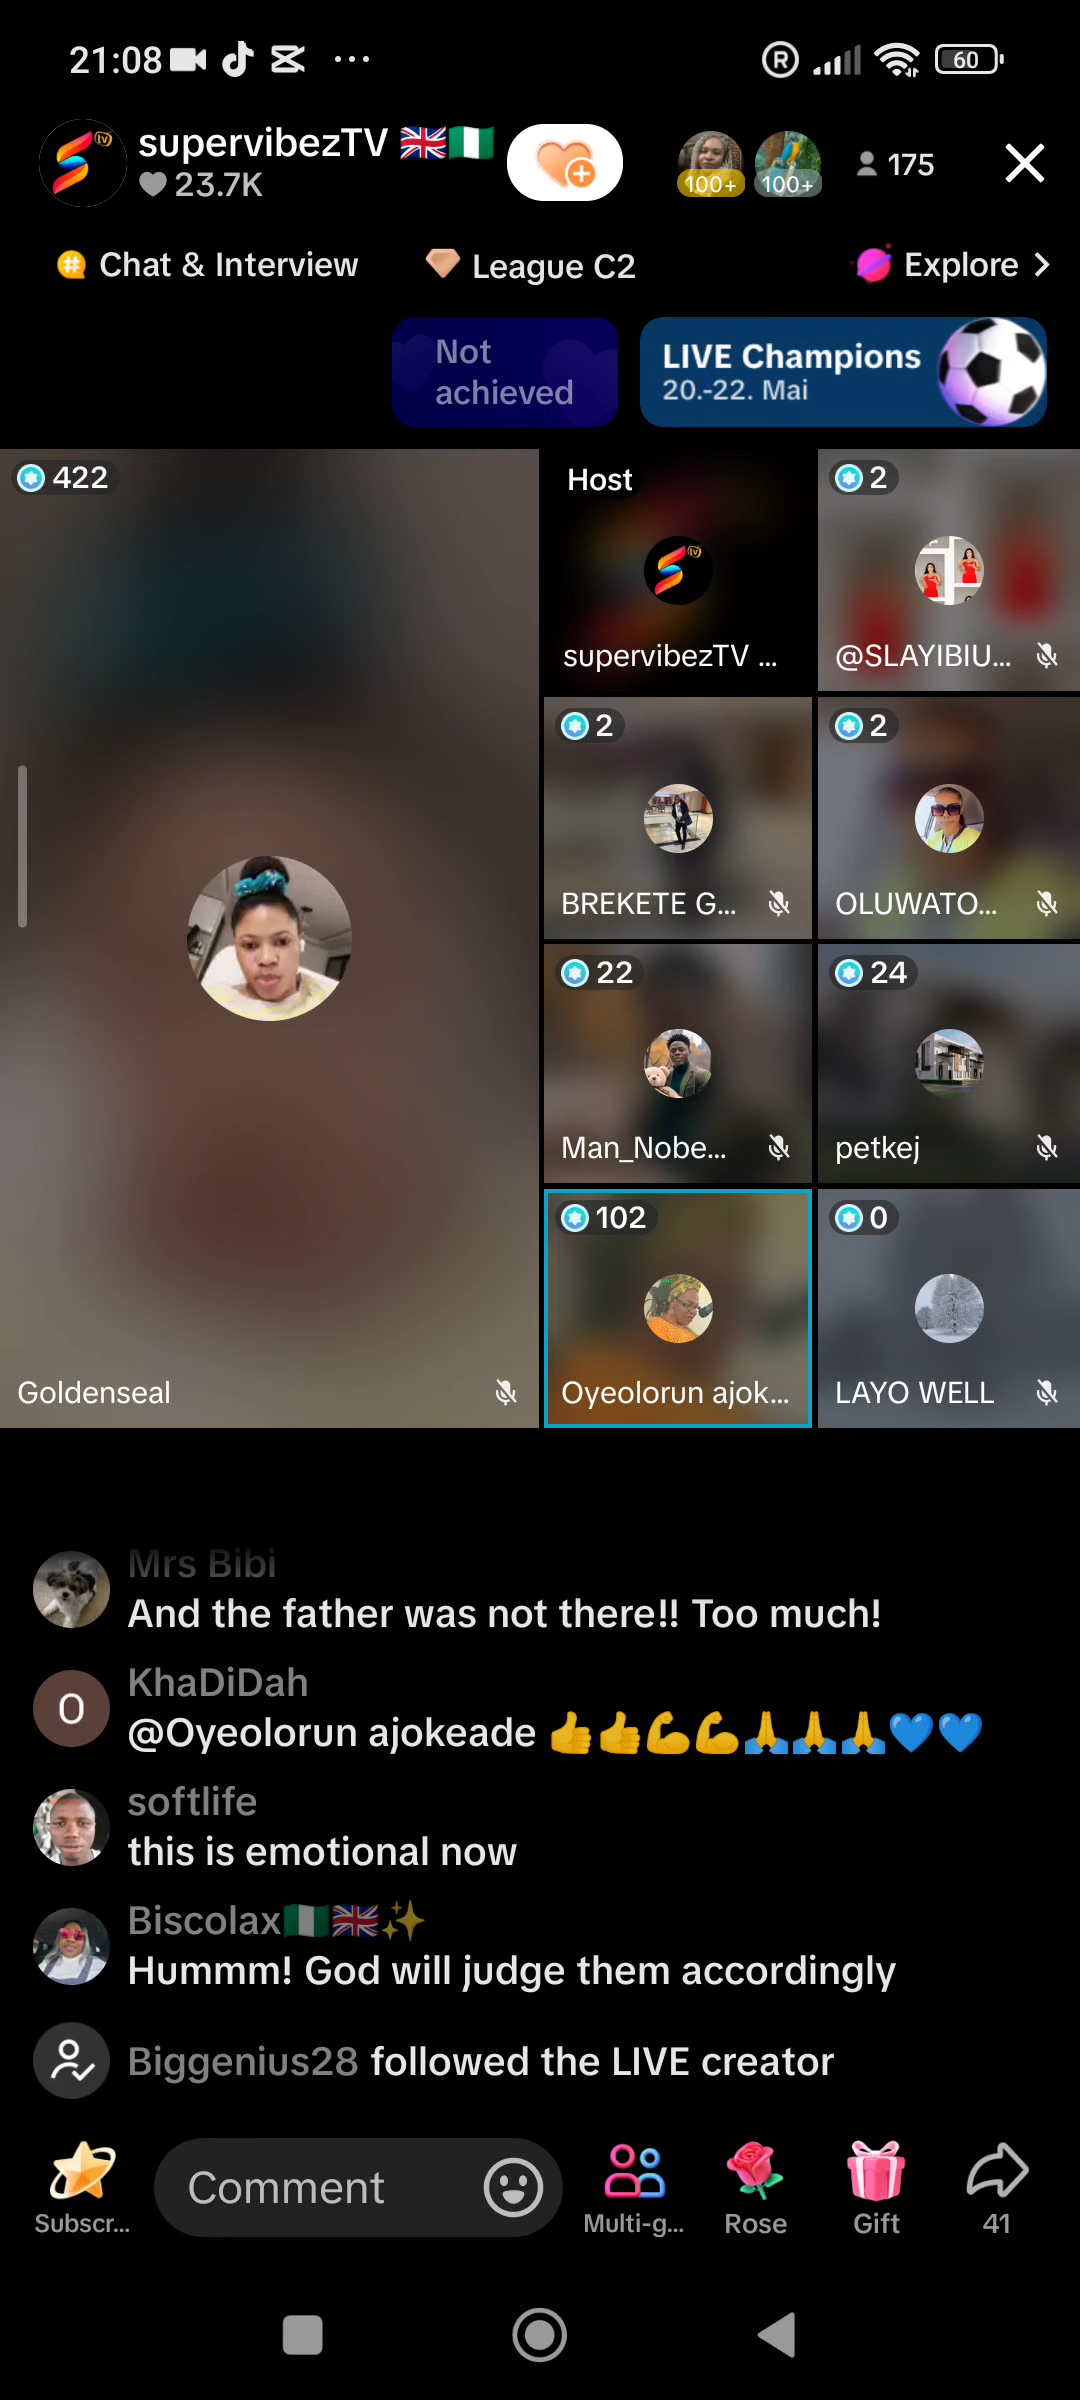 21:08
60
supervibezTV 🇬🇧🇳🇬
23.7K
100+
100+
175
Chat & Interview
League C2
Explore
Not
achieved
LIVE Champions
20.-22. Mai
422
Host
2
supervibezTV ...
@SLAYIBIU...
2
2
BREKETE G...
OLUWATO...
22
24
Man_Nobe...
petkej
102
0
Goldenseal
Oyeolorun ajok...
LAYO WELL
Mrs Bibi
And the father was not there!! Too much!
KhaDiDah
@Oyeolorun ajokeade 👍👍💪💪🙏🙏🙏💙💙
softlife
this is emotional now
Biscolax🇳🇬🇬🇧✨
Hummm! God will judge them accordingly
Biggenius28 followed the LIVE creator
Subscr...
Comment
Multi-g...
Rose
Gift
41